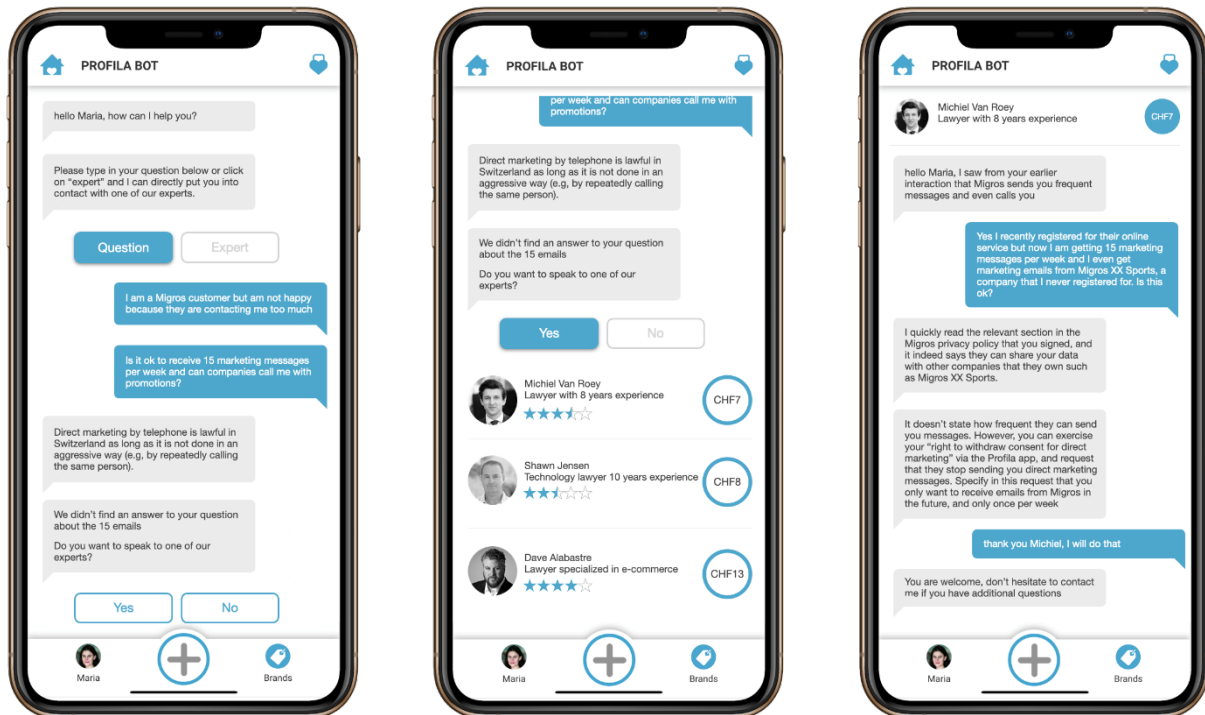 PROFILA BOT
hello Maria, how can I help you?
Please type in your question below or click
on “expert” and I can directly put you into
contact with one of our experts.
Question
Expert
I am a Migros customer but am not happy
because they are contacting me too much
Is it ok to receive 15 marketing messages
per week and can companies call me with
promotions?
Direct marketing by telephone is lawful in
Switzerland as long as it is not done in an
aggressive way (e.g, by repeatedly calling
the same person).
We didn’t find an answer to your question
about the 15 emails
Do you want to speak to one of our
experts?
Yes
No
Maria
Brands
PROFILA BOT
per week and can companies call me with
promotions?
Direct marketing by telephone is lawful in
Switzerland as long as it is not done in an
aggressive way (e.g, by repeatedly calling
the same person).
We didn’t find an answer to your question
about the 15 emails
Do you want to speak to one of our
experts?
Yes
No
Michiel Van Roey
Lawyer with 8 years experience
CHF7
Shawn Jensen
Technology lawyer 10 years experience
CHF8
Dave Alabastre
Lawyer specialized in e-commerce
CHF13
Maria
Brands
PROFILA BOT
Michiel Van Roey
Lawyer with 8 years experience
CHF7
hello Maria, I saw from your earlier
interaction that Migros sends you frequent
messages and even calls you
Yes I recently registered for their online
service but now I am getting 15 marketing
messages per week and I even get
marketing emails from Migros XX Sports, a
company that I never registered for. Is this
ok?
I quickly read the relevant section in the
Migros privacy policy that you signed, and
it indeed says they can share your data
with other companies that they own such
as Migros XX Sports.
It doesn’t state how frequent they can send
you messages. However, you can exercise
your “right to withdraw consent for direct
marketing” via the Profila app, and request
that they stop sending you direct marketing
messages. Specify in this request that you
only want to receive emails from Migros in
the future, and only once per week
thank you Michiel, I will do that
You are welcome, don’t hesitate to contact
me if you have additional questions
Maria
Brands